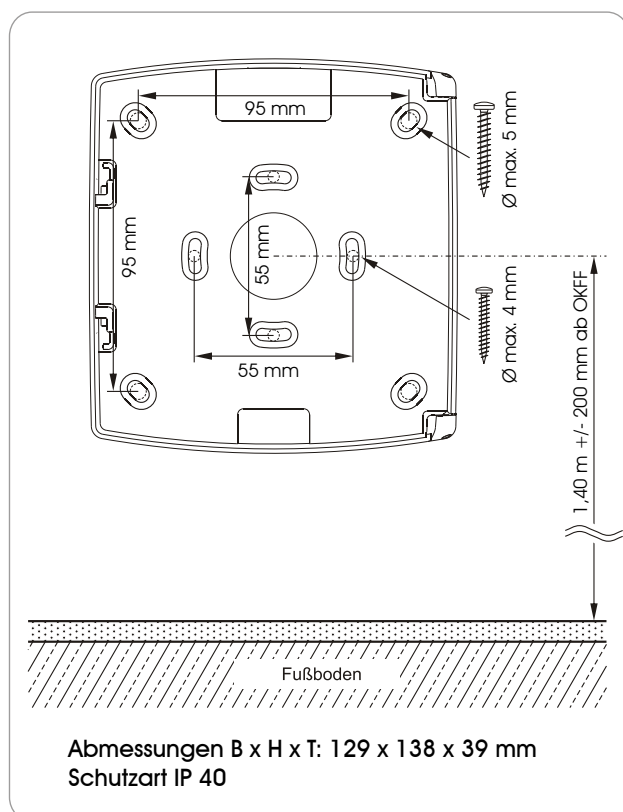 95 mm
Ø max. 5 mm
95 mm
55 mm
55 mm
Ø max. 4 mm
1,40 m +/- 200 mm ab OKFF
Fußboden
Abmessungen B x H x T: 129 x 138 x 39 mm
Schutzart IP 40